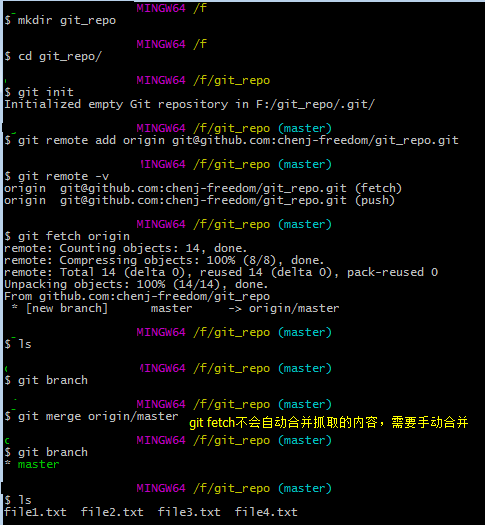 MINGW64 /f
$ mkdir git_repo
MINGW64 /f
$ cd git_repo/
MINGW64 /f/git_repo
$ git init
Initialized empty Git repository in F:/git_repo/.git/
MINGW64 /f/git_repo (master)
$ git remote add origin git@github.com:chenj-freedom/git_repo.git
MINGW64 /f/git_repo (master)
$ git remote -v
origin  git@github.com:chenj-freedom/git_repo.git (fetch)
origin  git@github.com:chenj-freedom/git_repo.git (push)
MINGW64 /f/git_repo (master)
$ git fetch origin
remote: Counting objects: 14, done.
remote: Compressing objects: 100% (8/8), done.
remote: Total 14 (delta 0), reused 14 (delta 0), pack-reused 0
Unpacking objects: 100% (14/14), done.
From github.com:chenj-freedom/git_repo
 * [new branch]      master     -> origin/master
MINGW64 /f/git_repo (master)
$ ls
MINGW64 /f/git_repo (master)
$ git branch
MINGW64 /f/git_repo (master)
$ git merge origin/master git fetch不会自动合并抓取的内容，需要手动合并
MINGW64 /f/git_repo (master)
$ git branch
* master
MINGW64 /f/git_repo (master)
$ ls
file1.txt  file2.txt  file3.txt  file4.txt